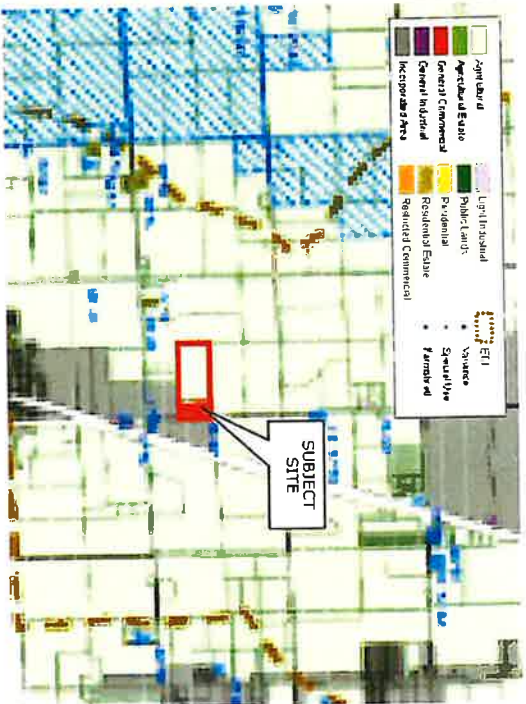 Agricultural
Agricultural Estate
General Commercial
General Industrial
Incorporated Area
Light Industrial
Public Lands
Residential
Residential Estate
Restricted Commercial
ETJ
Variance
Special Use
Farmstead
SUBJECT
SITE